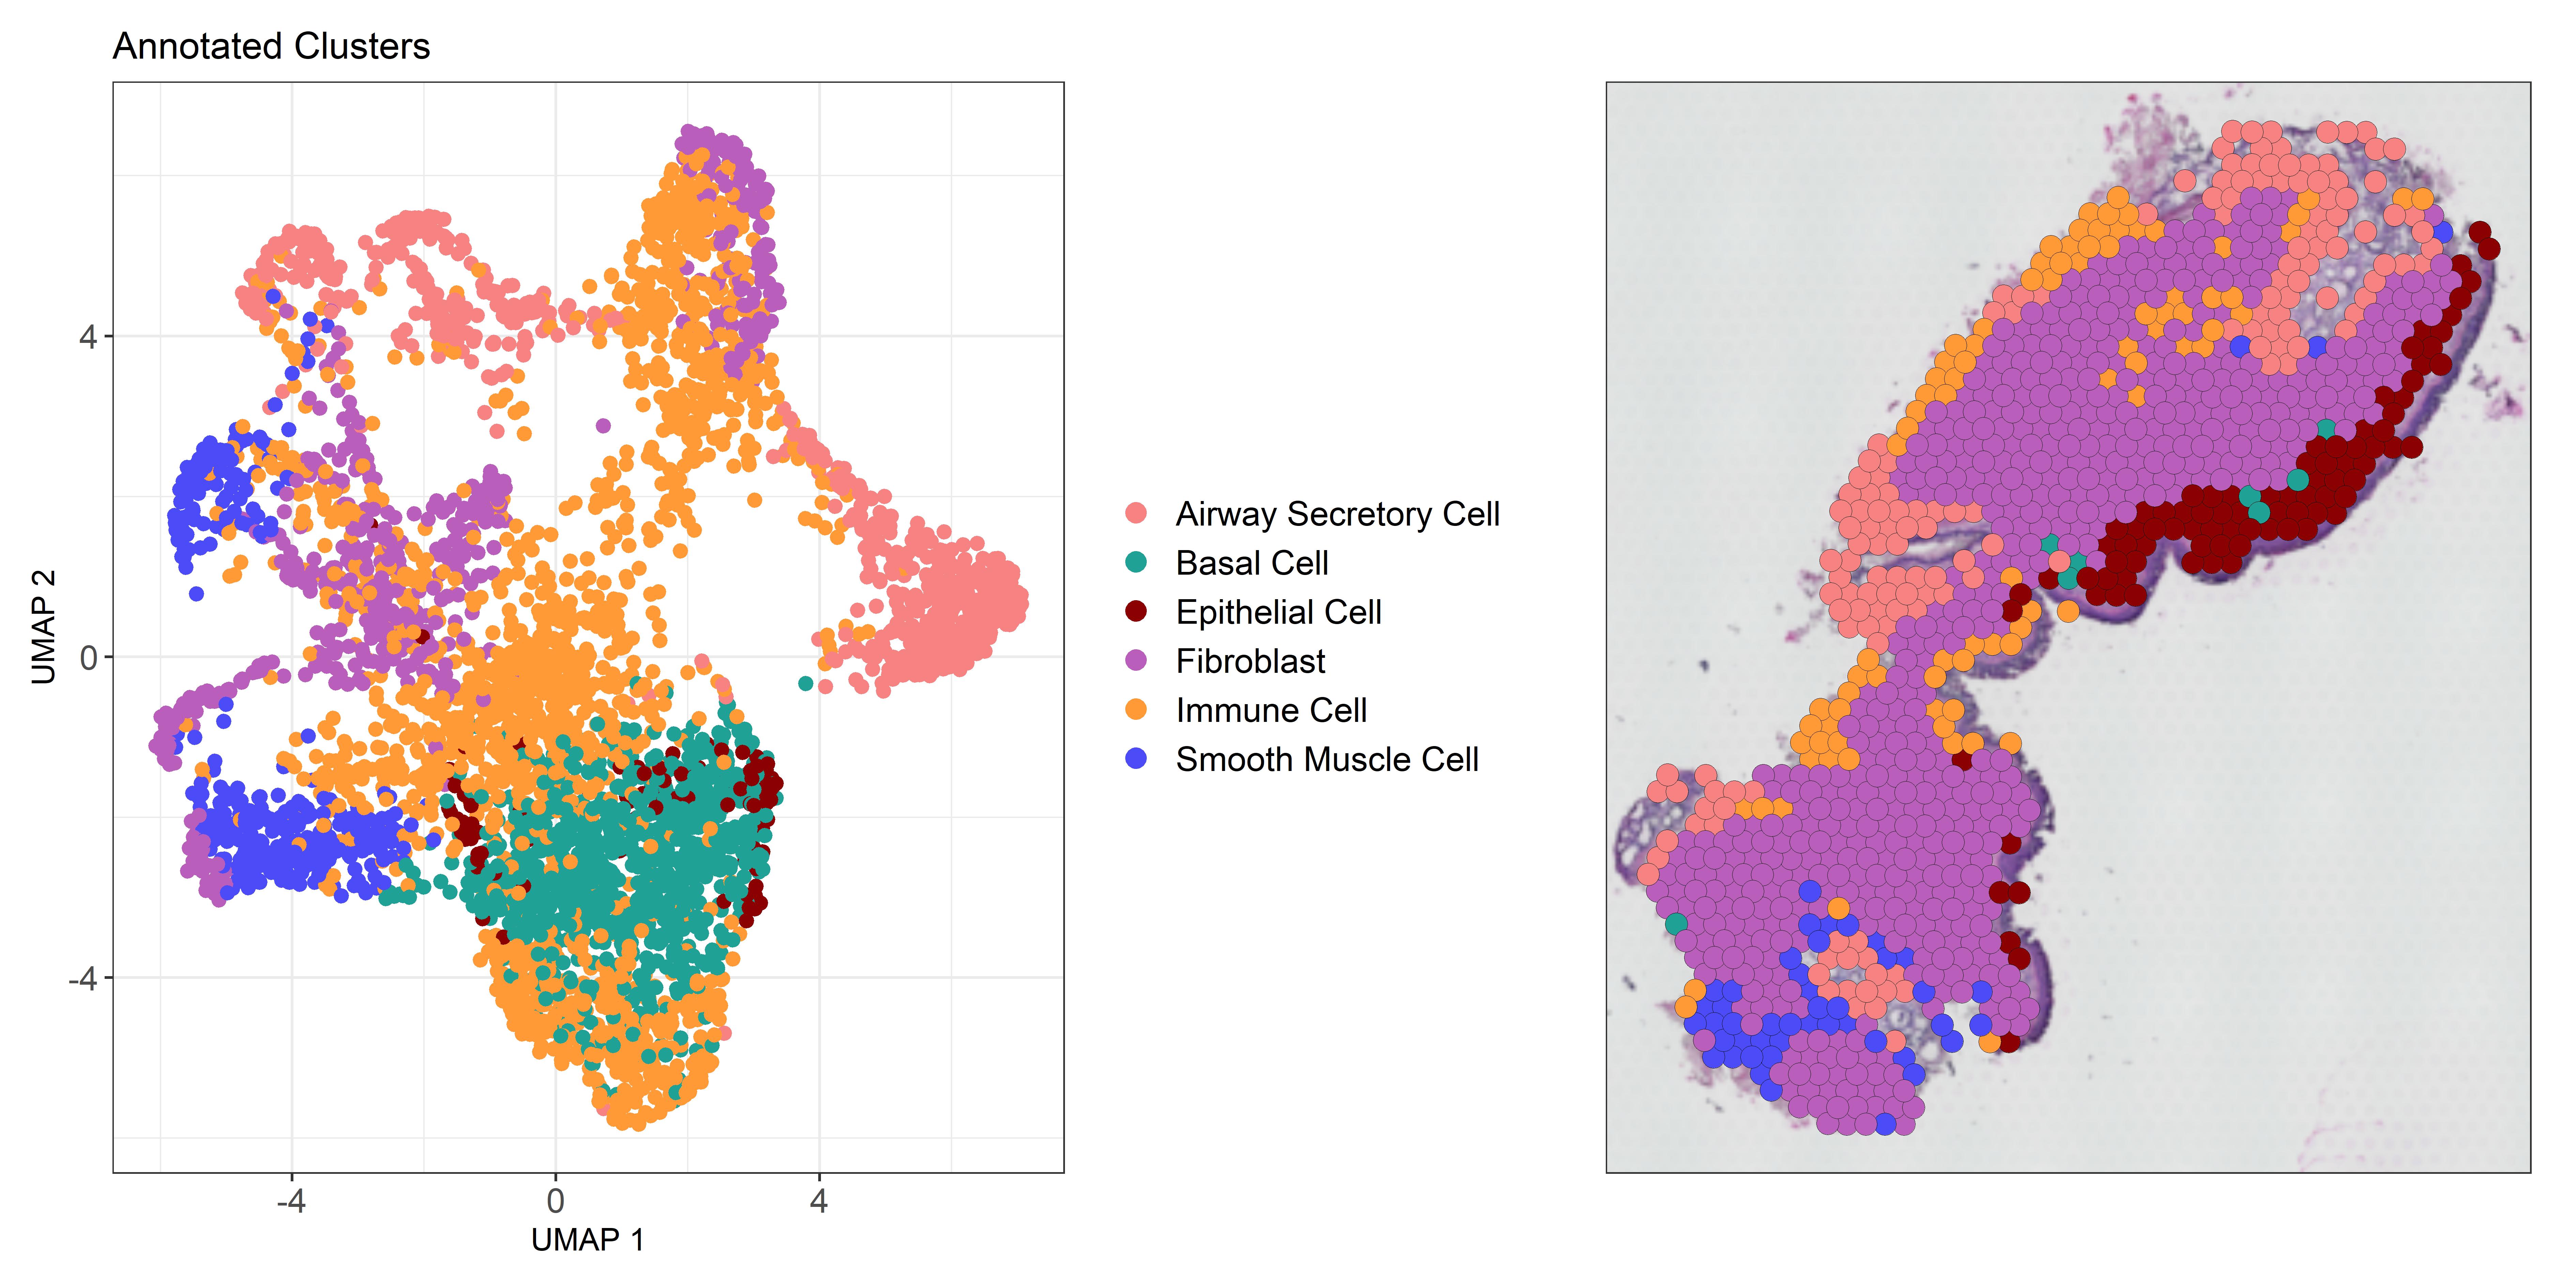 Annotated Clusters
UMAP 2
4
0
-4
-4
0
4
UMAP 1
Airway Secretory Cell
Basal Cell
Epithelial Cell
Fibroblast
Immune Cell
Smooth Muscle Cell